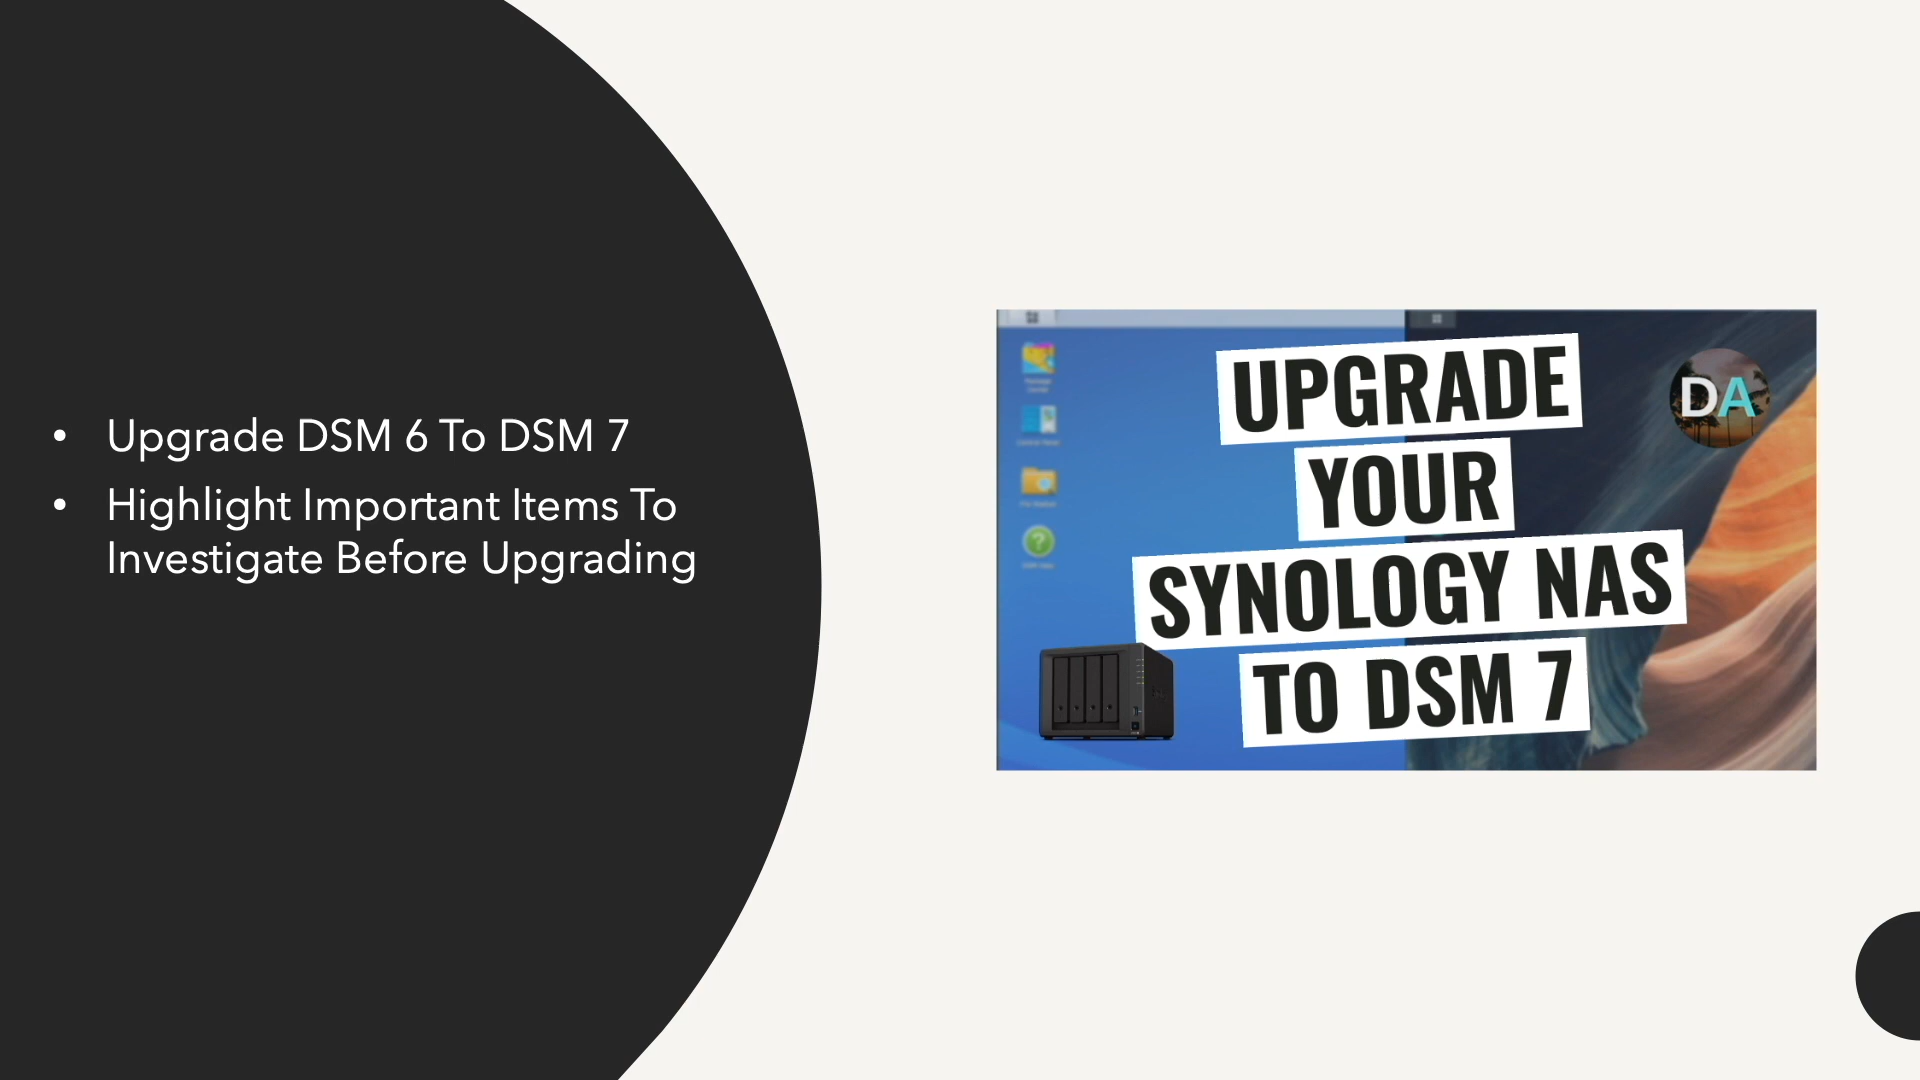 • Upgrade DSM 6 To DSM 7
• Highlight Important Items To
Investigate Before Upgrading
UPGRADE
YOUR
SYNOLOGY NAS
TO DSM 7
DA